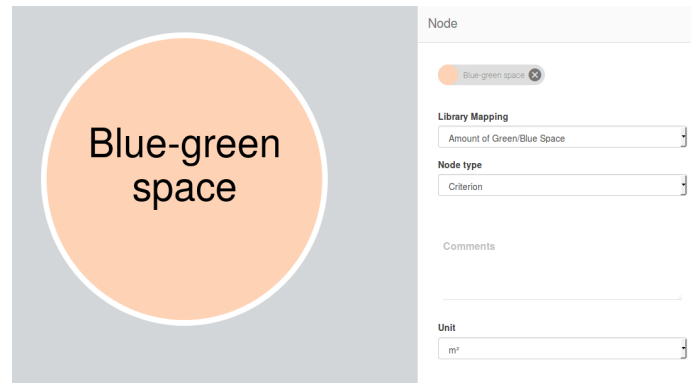 Blue-green
space
Node
Blue-green space
Library Mapping
Amount of Green/Blue Space
Node type
Criterion
Comments
Unit
m²